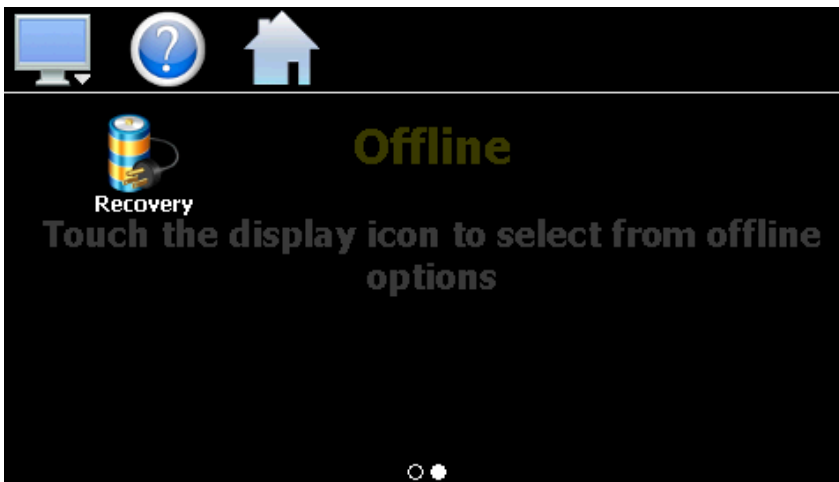 Offline
Recovery
Touch the display icon to select from offline
options